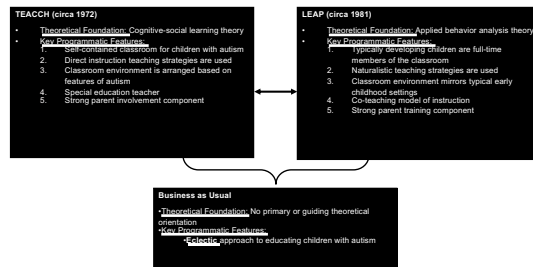 TEACCH (circa 1972)
• Theoretical Foundation: Cognitive-social learning theory
• Key Programmatic Features:
1. Self-contained classroom for children with autism
2. Direct instruction teaching strategies are used
3. Classroom environment is arranged based on
features of autism
4. Special education teacher
5. Strong parent involvement component
LEAP (circa 1981)
• Theoretical Foundation: Applied behavior analysis theory
• Key Programmatic Features:
1. Typically developing children are full-time
members of the classroom
2. Naturalistic teaching strategies are used
3. Classroom environment mirrors typical early
childhood settings
4. Co-teaching model of instruction
5. Strong parent training component
Business as Usual
•Theoretical Foundation: No primary or guiding theoretical
orientation
•Key Programmatic Features:
•Eclectic approach to educating children with autism